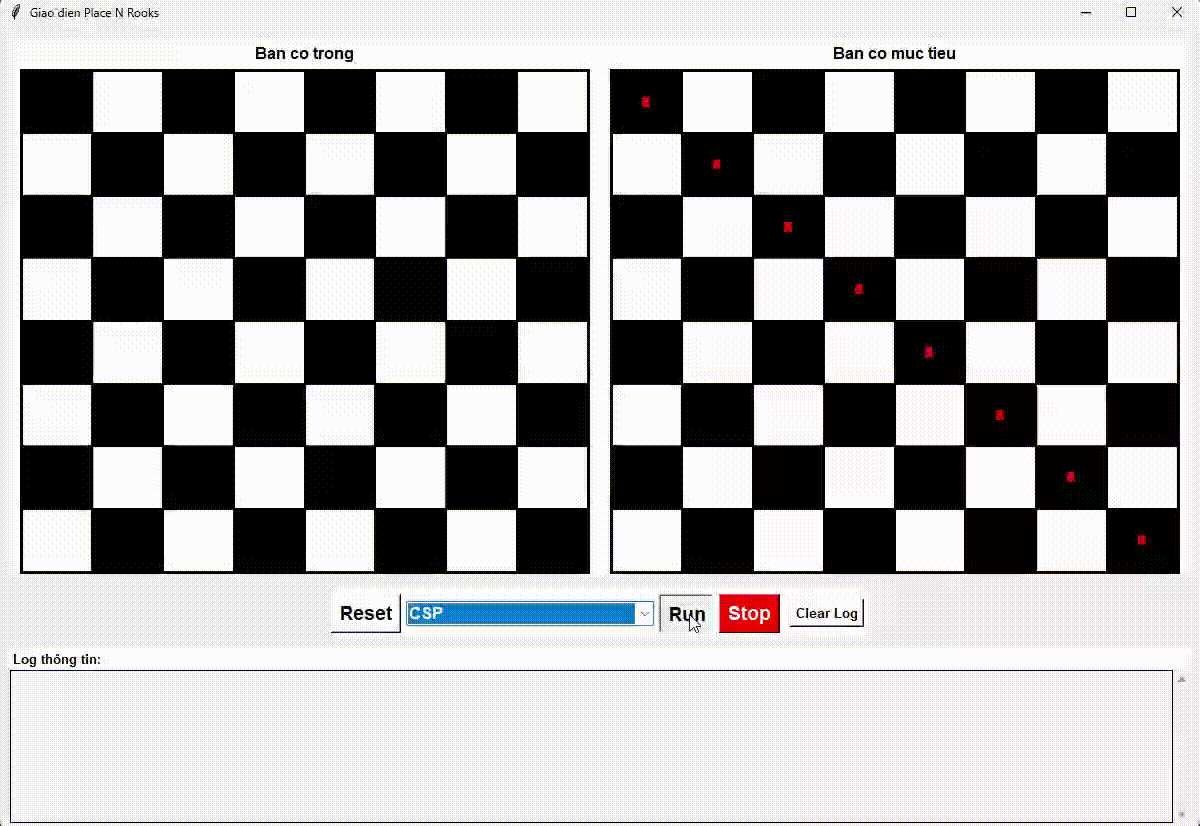 Giao dien Place N Rooks
Ban co trong
Ban co muc tieu
Reset
CSP
Run
Stop
Clear Log
Log thông tin: